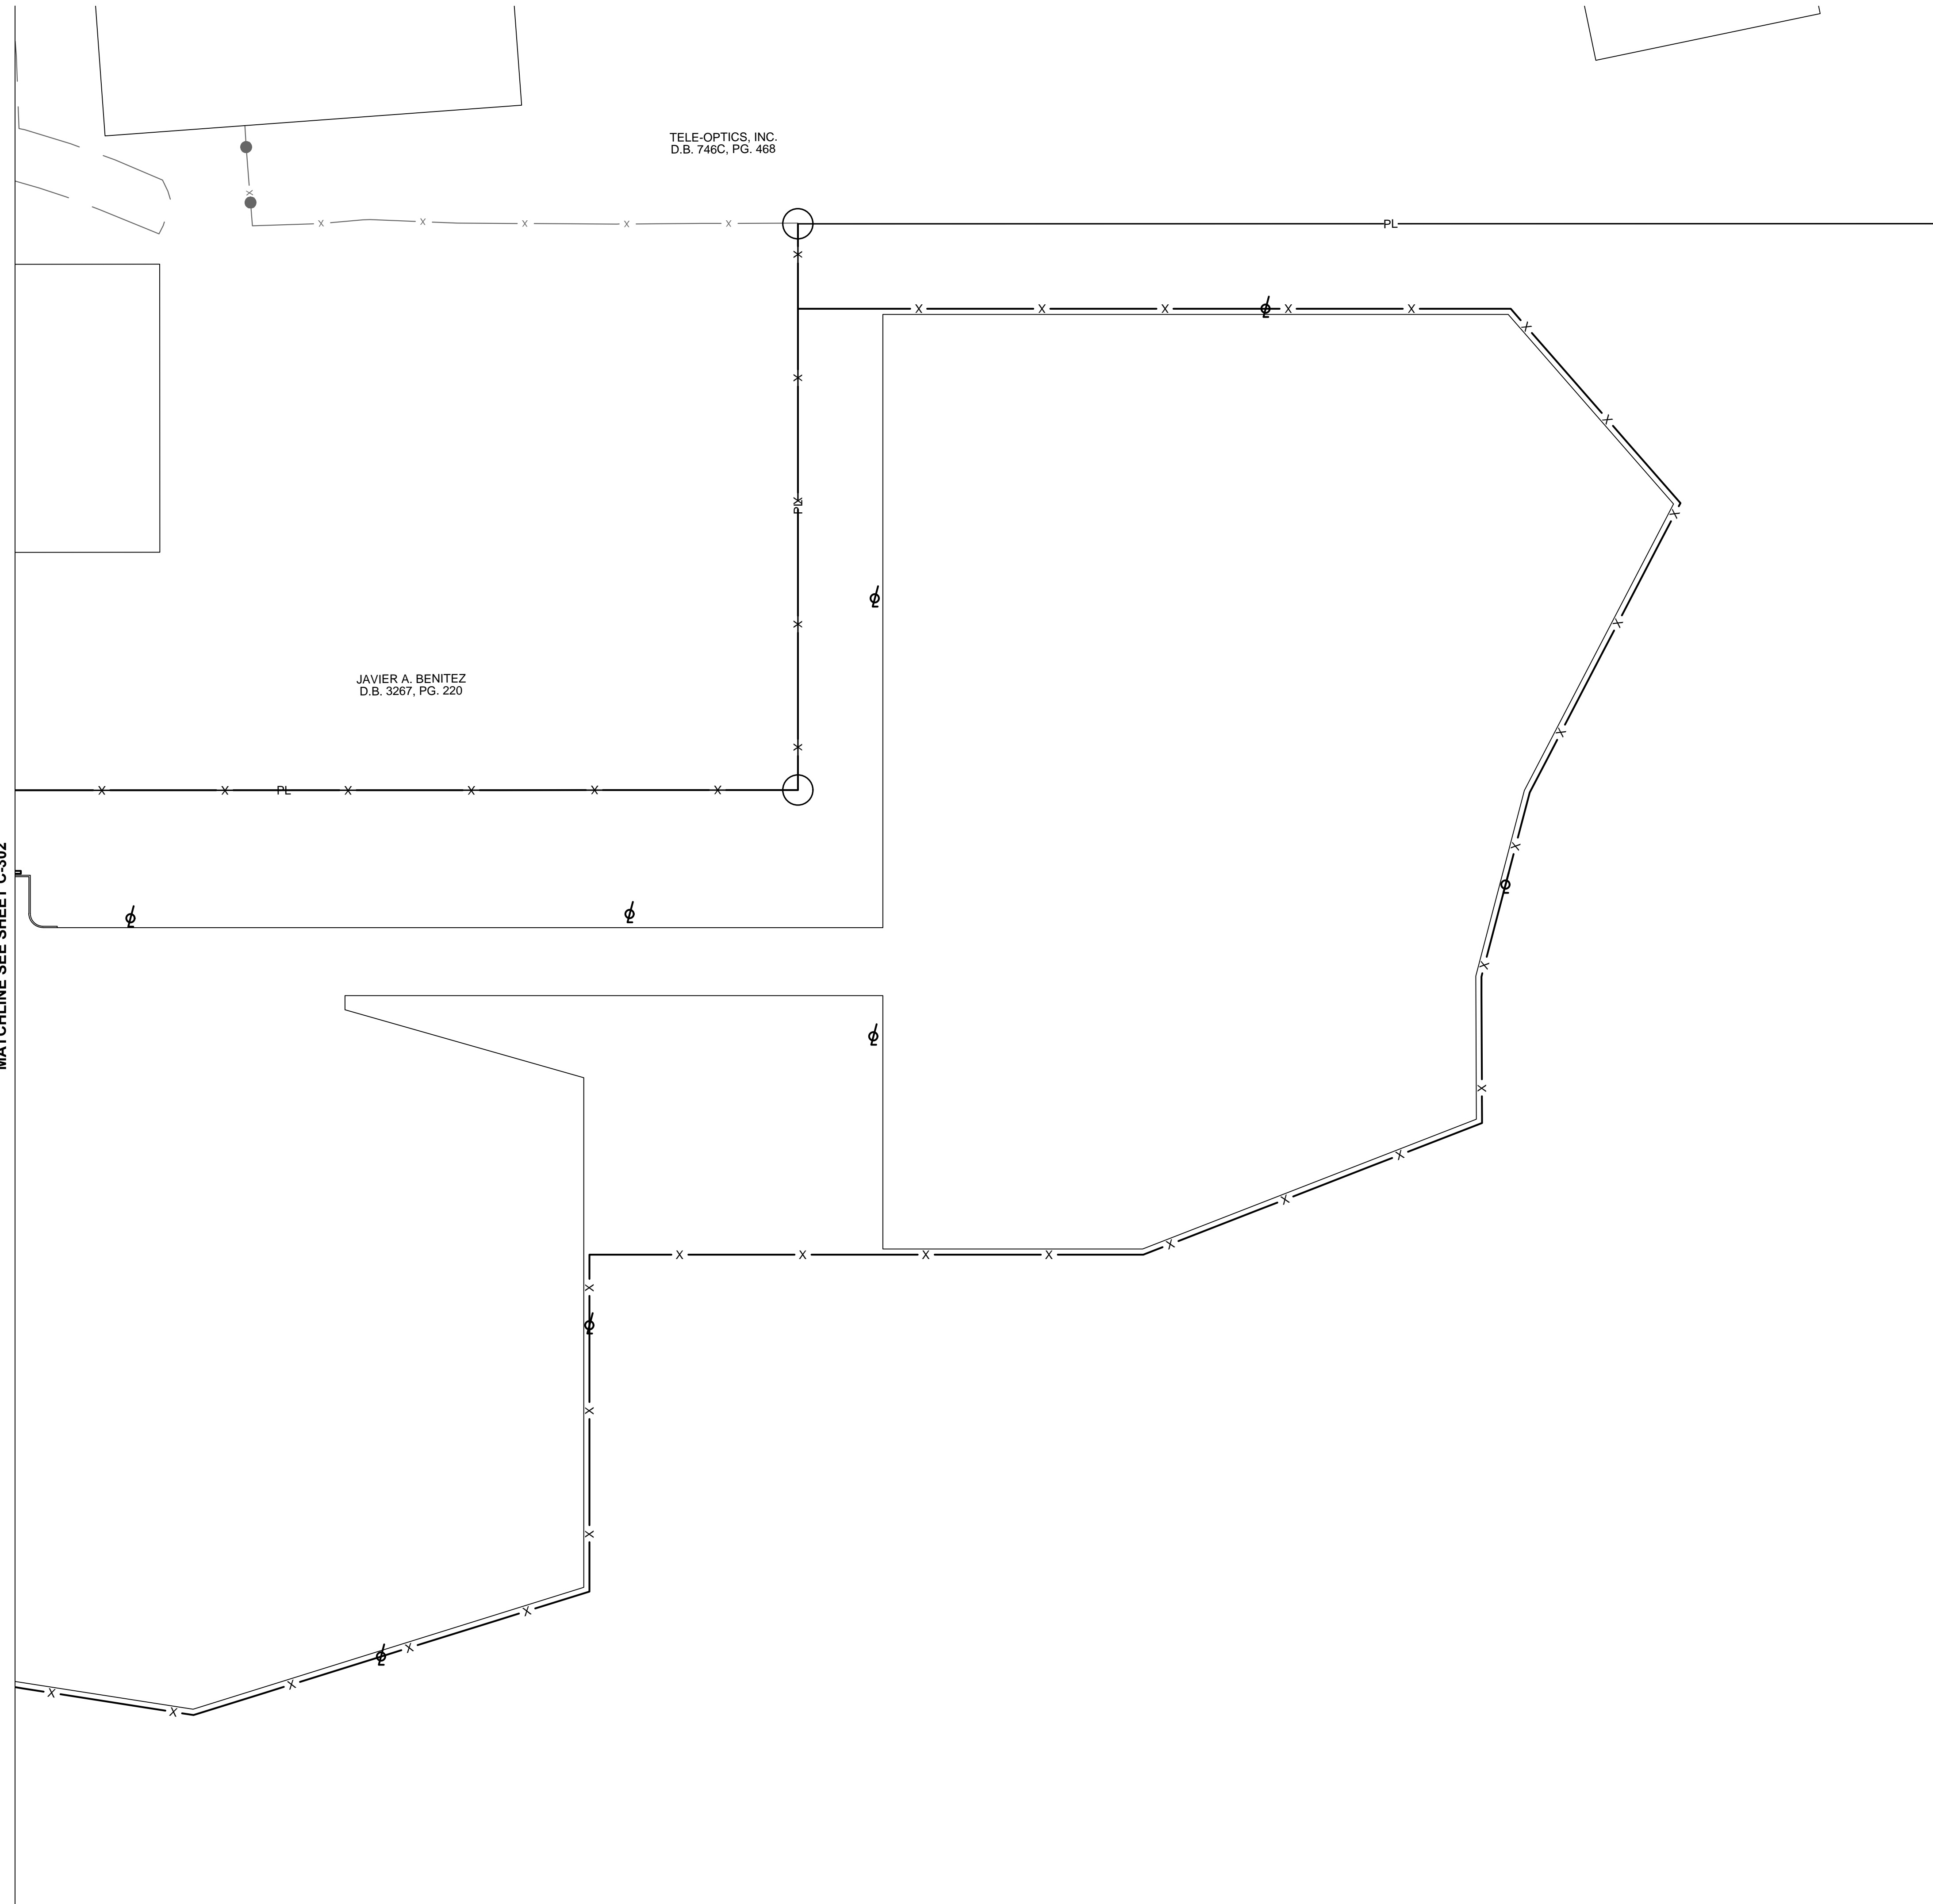 TELE-OPTICS, INC.
D.B. 746C, PG. 468
PL
PL
JAVIER A. BENITEZ
D.B. 3267, PG. 220
PL
MATCHLINE SEE SHEET C-302